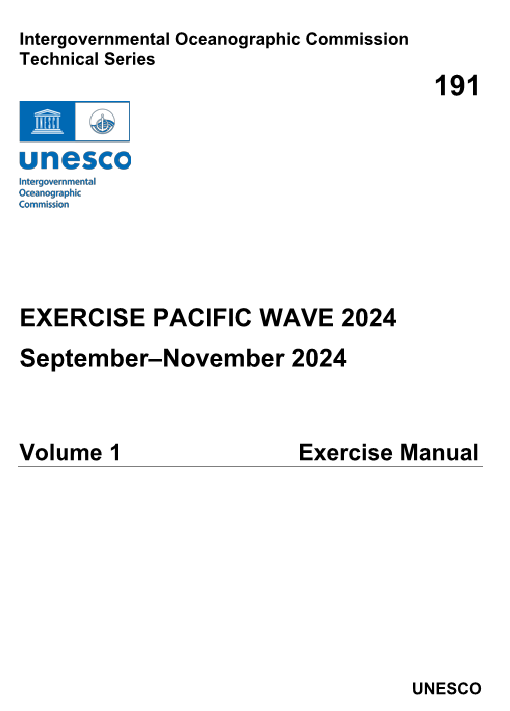 Intergovernmental Oceanographic Commission
Technical Series
191
unesco
Intergovernmental
Oceanographic
Commission
EXERCISE PACIFIC WAVE 2024
September–November 2024
Volume 1 Exercise Manual
UNESCO